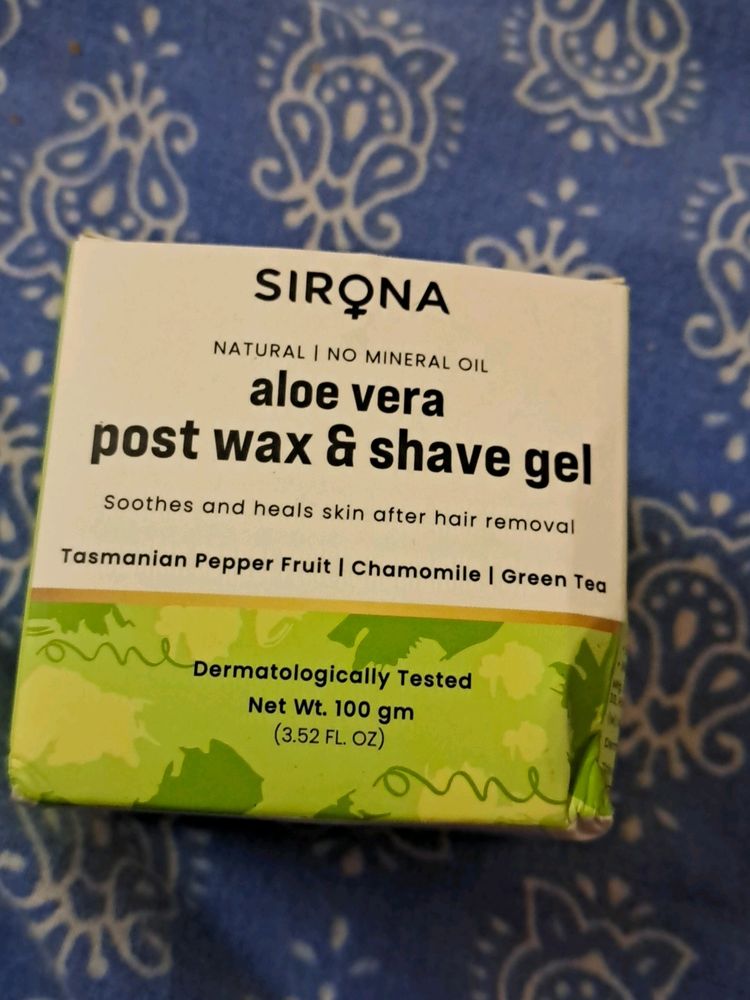 SIRONA
NATURAL | NO MINERAL OIL
aloe vera
post wax & shave gel
Soothes and heals skin after hair removal
Tasmanian Pepper Fruit | Chamomile | Green Tea
Dermatologically Tested
Net Wt. 100 gm
(3.52 FL. OZ)